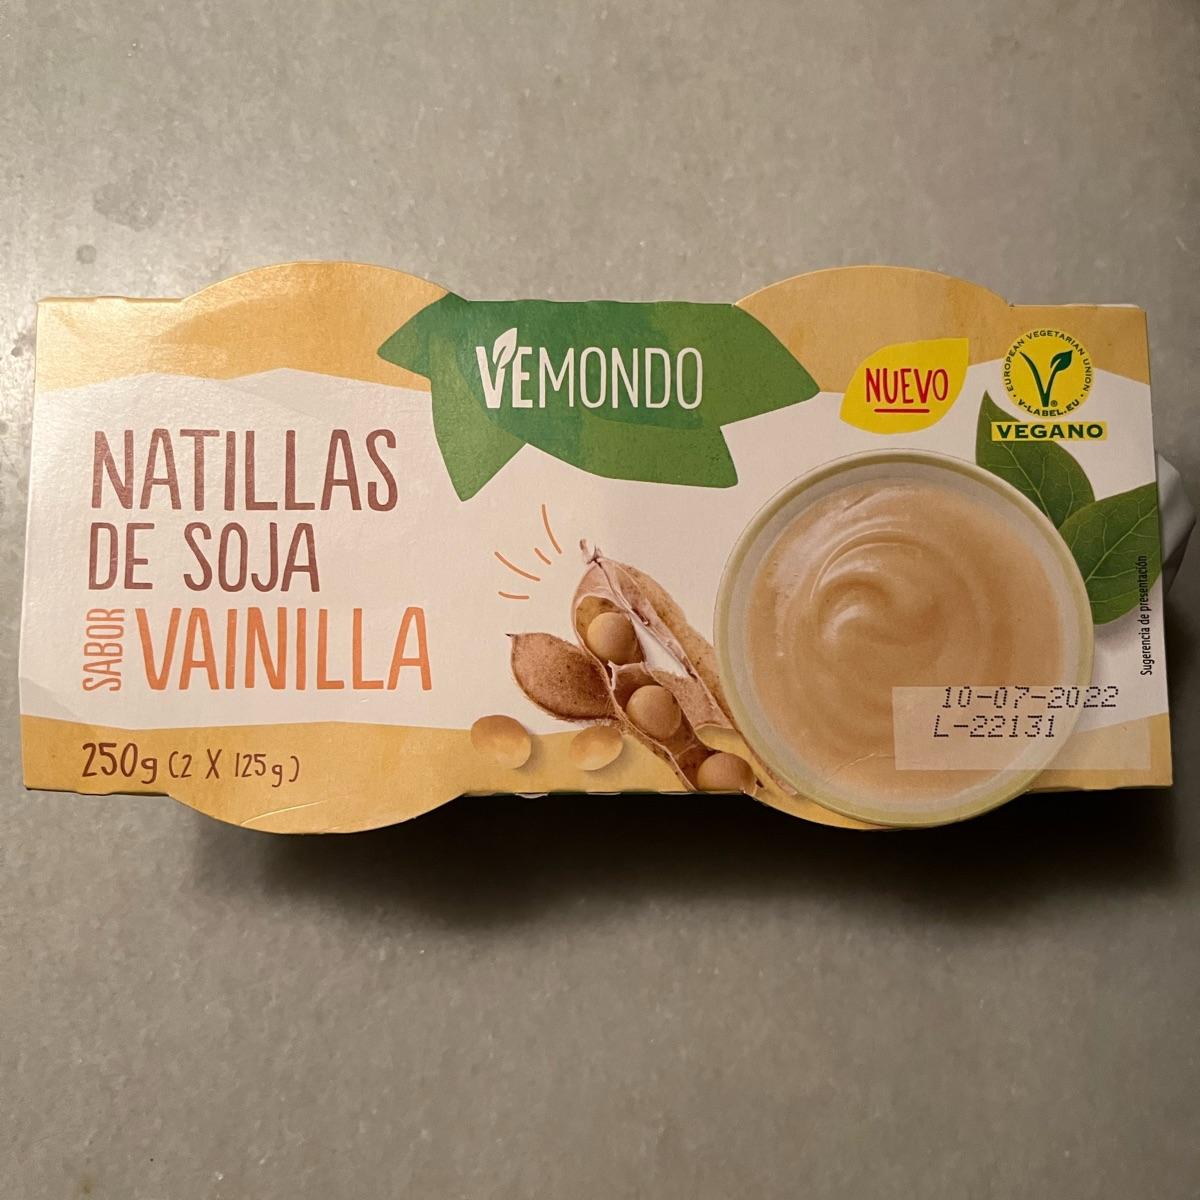 VEMONDO
NUEVO
EUROPEAN VEGETARIAN UNION
V-LABEL.EU
VEGANO
NATILLAS
DE SOJA
SABOR VAINILLA
250g (2 X 125g)
Sugerencia de presentación
10-07-2022
L-22131